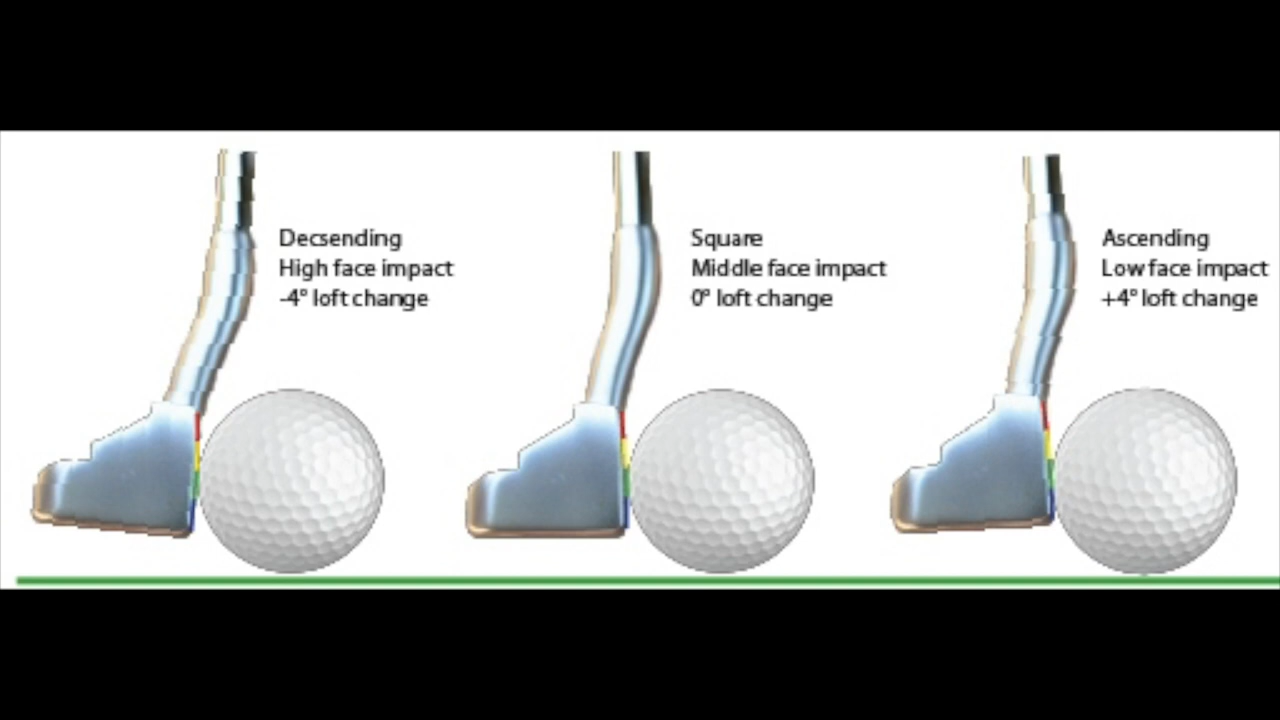 Decsending
High face impact
-4° loft change
Square
Middle face impact
0° loft change
Ascending
Low face impact
+4° loft change